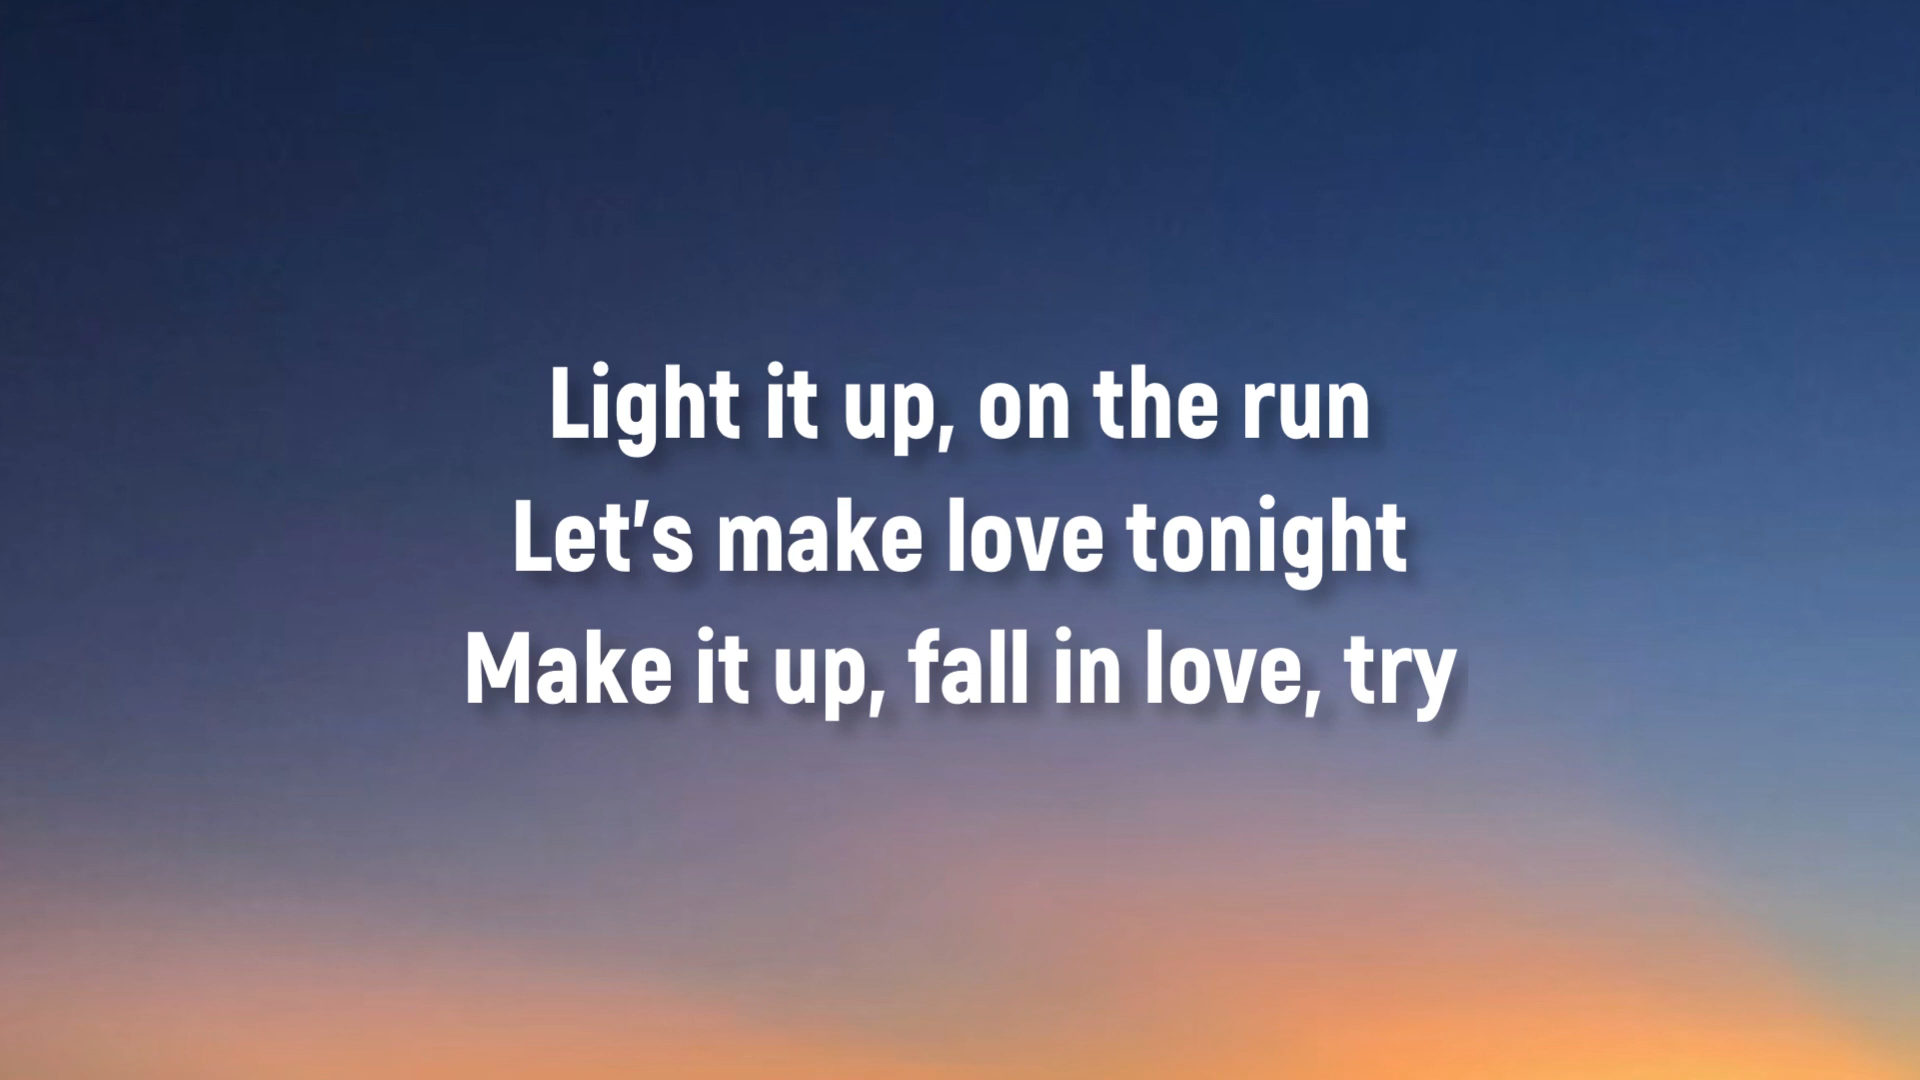 Light it up, on the run
Let's make love tonight
Make it up, fall in love, try